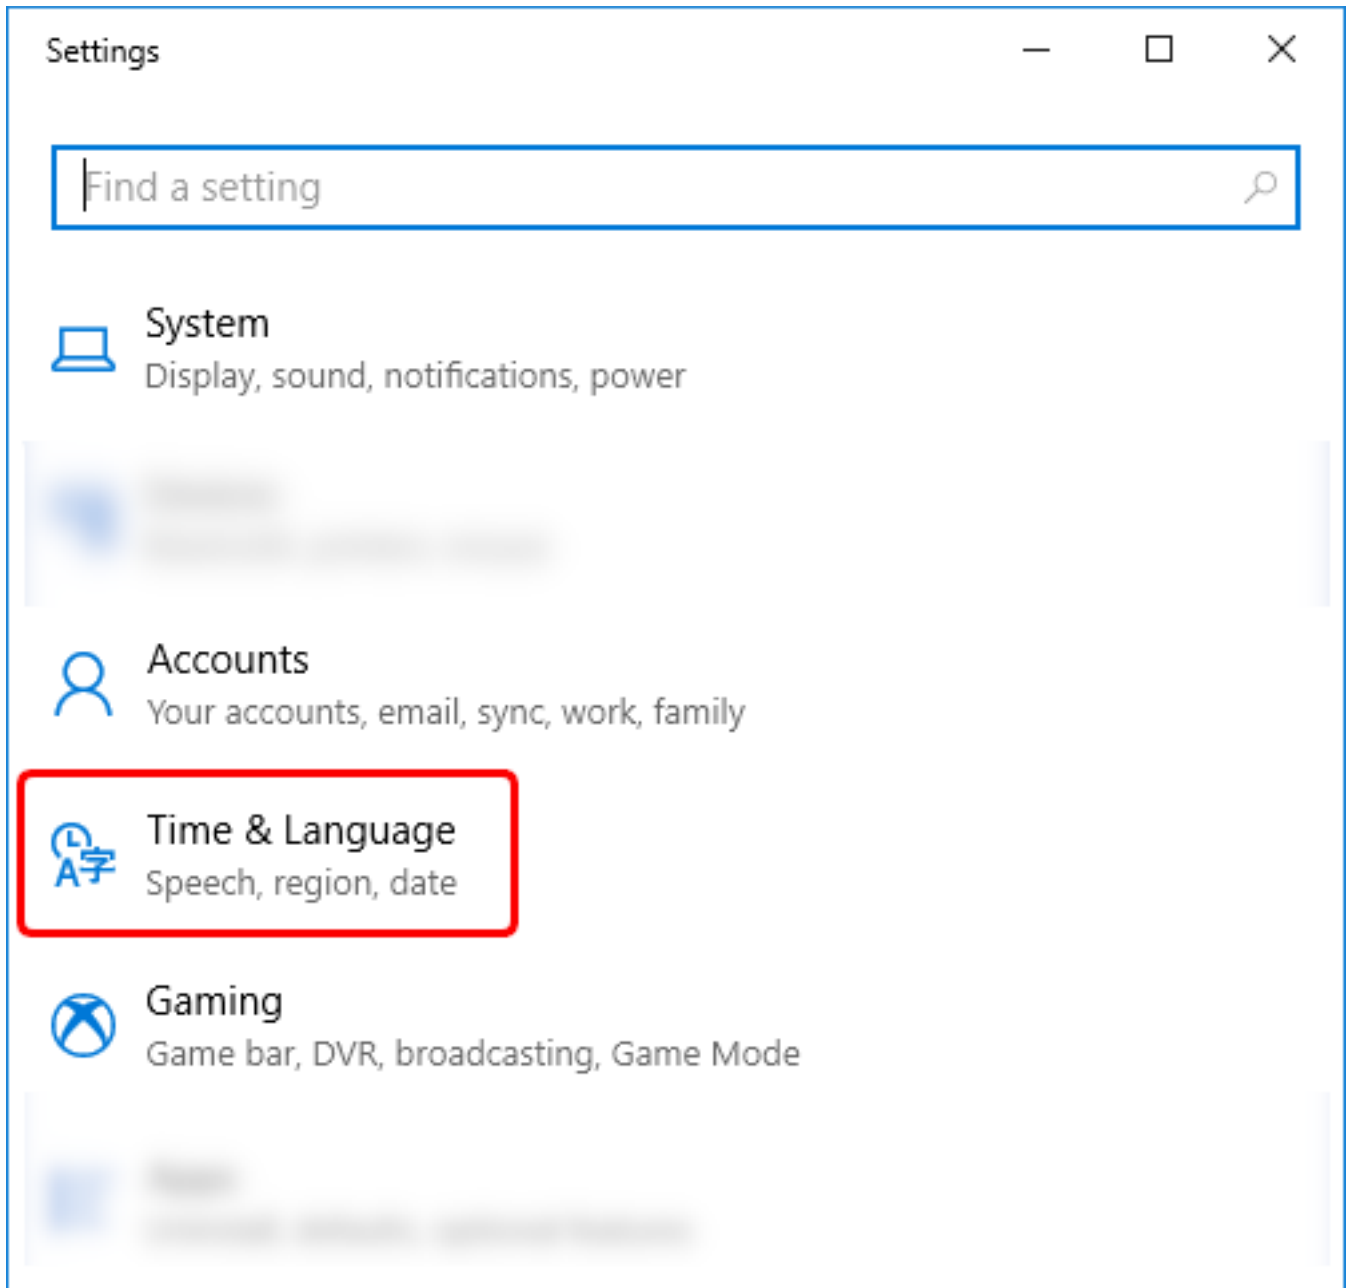 Settings
Find a setting
System
Display, sound, notifications, power
Accounts
Your accounts, email, sync, work, family
Time & Language
Speech, region, date
Gaming
Game bar, DVR, broadcasting, Game Mode